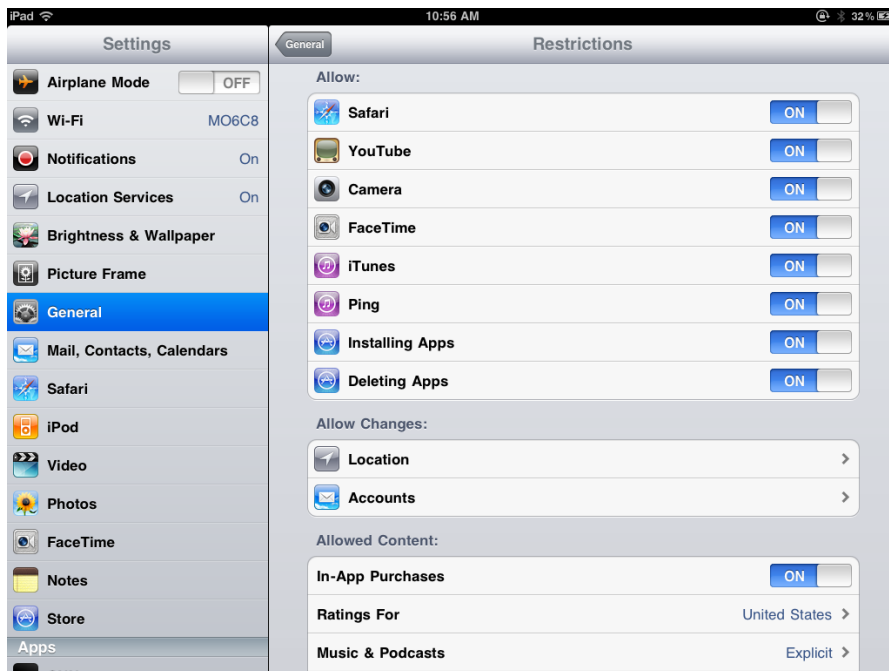 iPad 10:56 AM 32%
Settings
Airplane Mode OFF
Wi-Fi MO6C8
Notifications On
Location Services On
Brightness & Wallpaper
Picture Frame
General
Mail, Contacts, Calendars
Safari
iPod
Video
Photos
FaceTime
Notes
Store
Apps
General Restrictions
Allow:
Safari ON
YouTube ON
Camera ON
FaceTime ON
iTunes ON
Ping ON
Installing Apps ON
Deleting Apps ON
Allow Changes:
Location
Accounts
Allowed Content:
In-App Purchases ON
Ratings For United States
Music & Podcasts Explicit